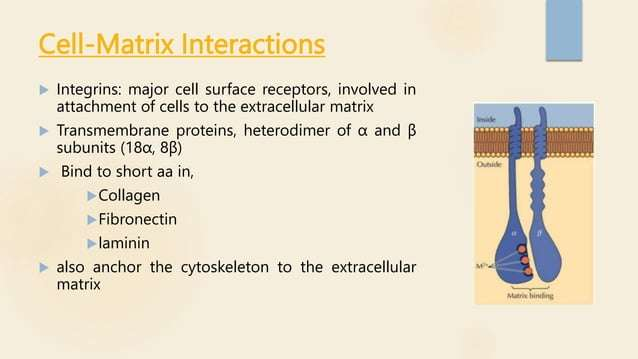 Cell-Matrix Interactions
Integrins: major cell surface receptors, involved in
attachment of cells to the extracellular matrix
Transmembrane proteins, heterodimer of α and β
subunits (18α, 8β)
Bind to short aa in,
Collagen
Fibronectin
laminin
also anchor the cytoskeleton to the extracellular
matrix
Inside
Outside
α β
M²⁺
Matrix binding